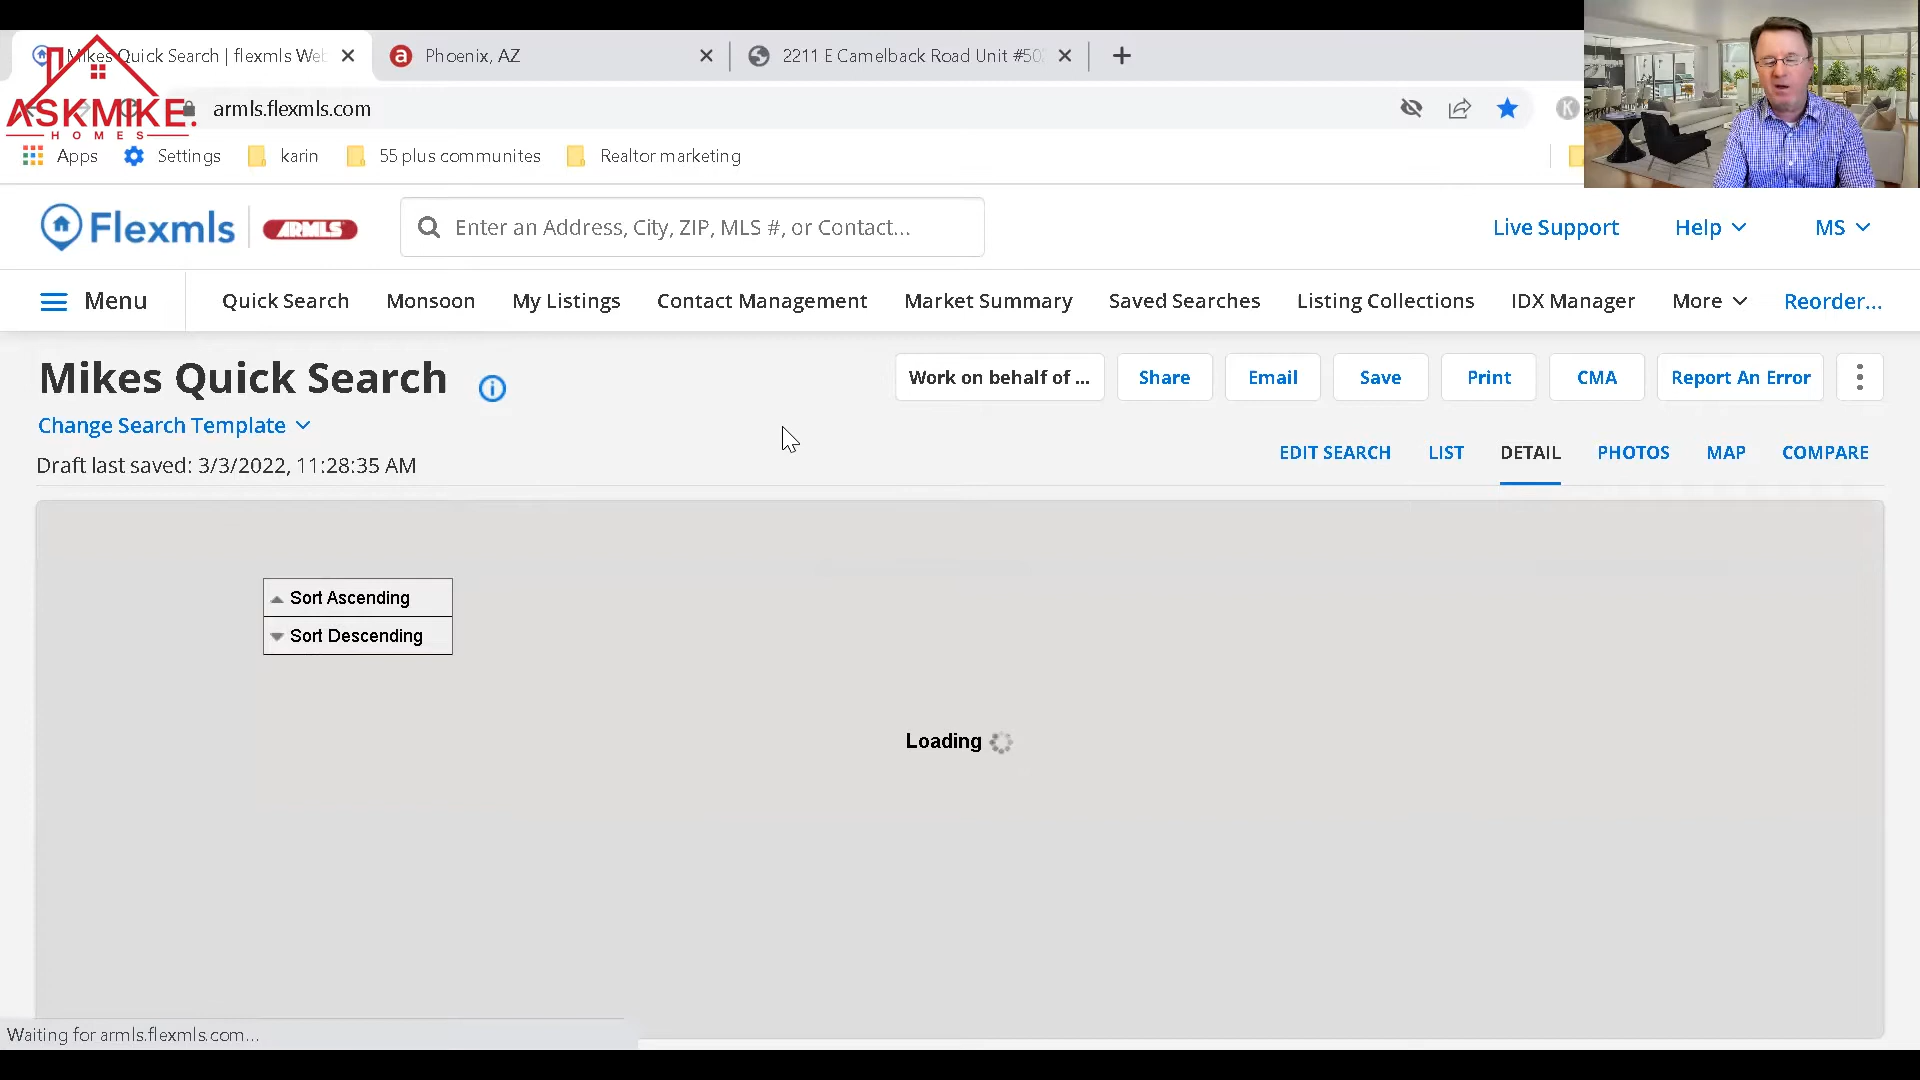 Mikes Quick Search | flexmls Web
Phoenix, AZ
2211 E Camelback Road Unit #502
ASKMIKE.
HOMES
armls.flexmls.com
K
Apps
Settings
karin
55 plus communites
Realtor marketing
Flexmls
ARMLS
Enter an Address, City, ZIP, MLS #, or Contact...
Live Support
Help
MS
Menu
Quick Search
Monsoon
My Listings
Contact Management
Market Summary
Saved Searches
Listing Collections
IDX Manager
More
Reorder...
Mikes Quick Search
Work on behalf of ...
Share
Email
Save
Print
CMA
Report An Error
Change Search Template
Draft last saved: 3/3/2022, 11:28:35 AM
EDIT SEARCH
LIST
DETAIL
PHOTOS
MAP
COMPARE
Sort Ascending
Sort Descending
Loading
Waiting for armls.flexmls.com...